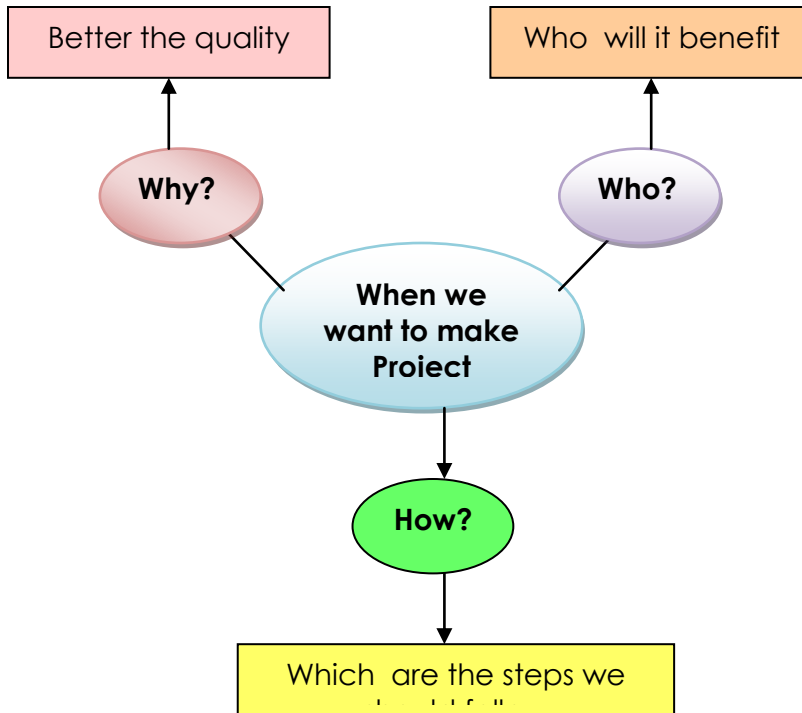 Better the quality
Who will it benefit
Why?
Who?
When we
want to make
Project
How?
Which are the steps we